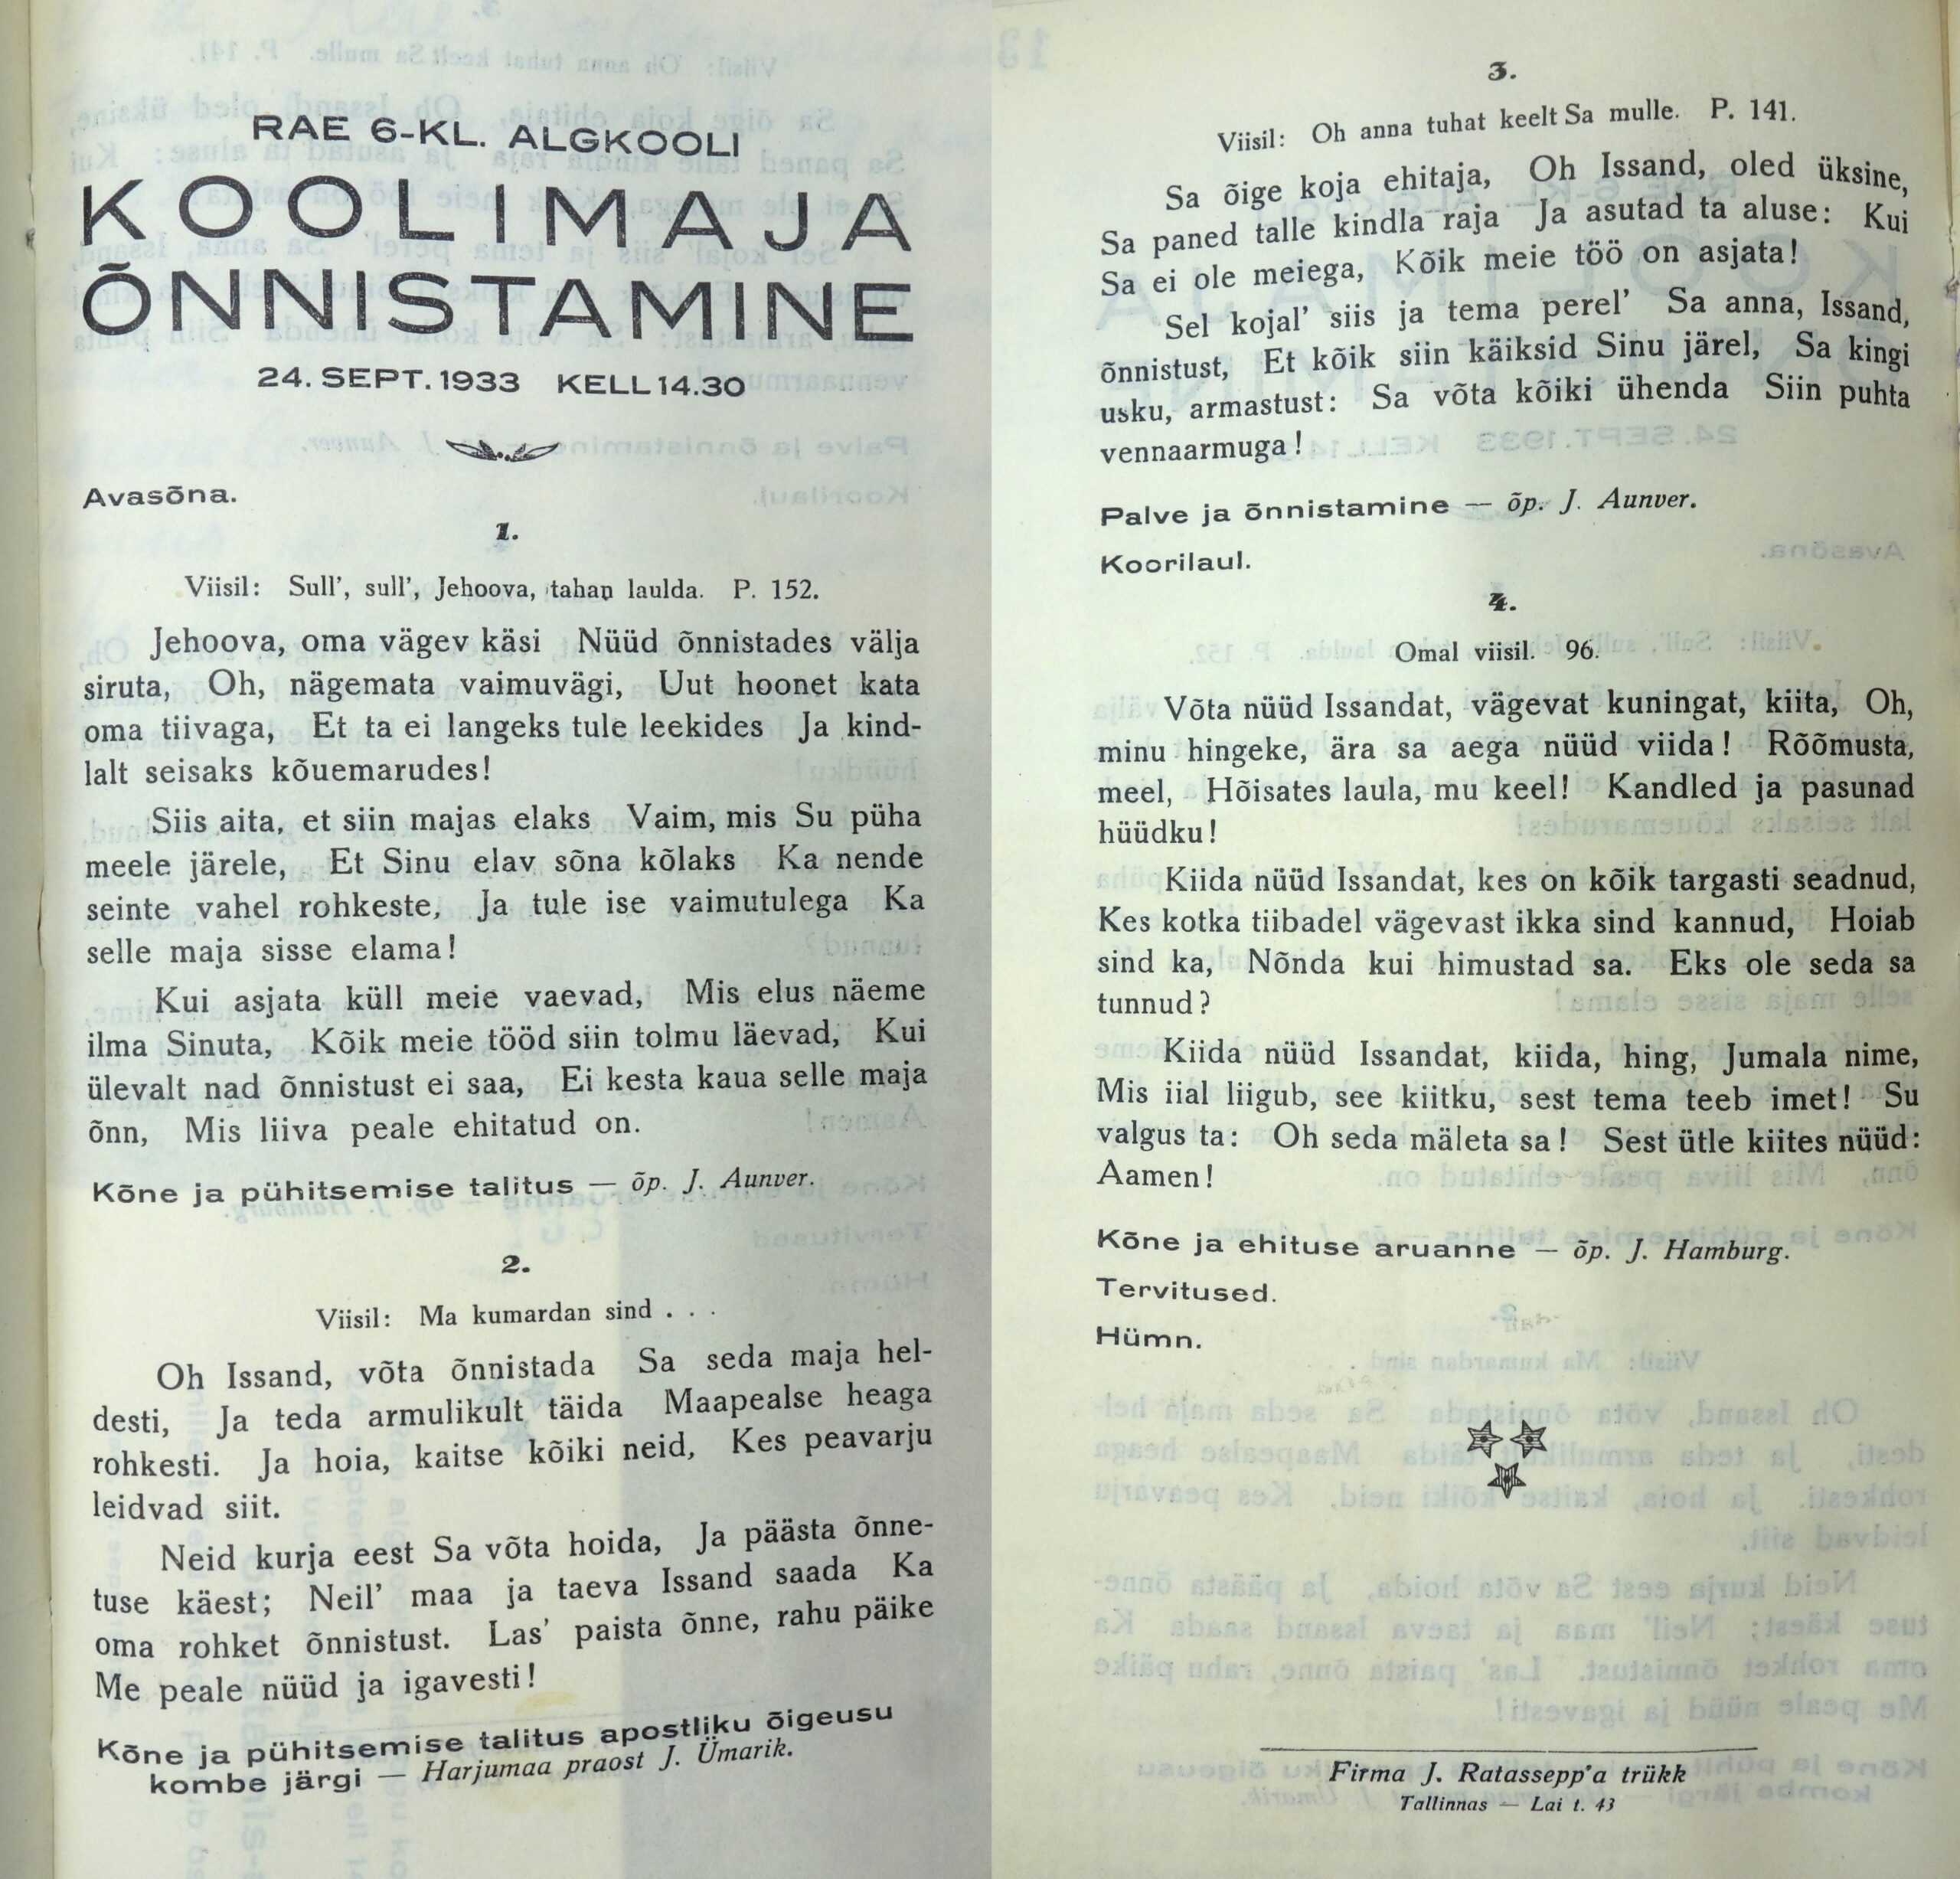 RAE 6-KL. ALGKOOLI
KOOLIMAJA
ÕNNISTAMINE
24. SEPT. 1933 KELL 14.30
Avasõna.
1.
Viisil: Sull’, sull’, Jehoova, tahan laulda. P. 152.
Jehoova, oma vägev käsi Nüüd õnnistades välja
siruta, Oh, nägemata vaimuvägi, Uut hoonet kata
oma tiivaga, Et ta ei langeks tule leekides Ja kind-
lalt seisaks kõuemarudes!
Siis aita, et siin majas elaks Vaim, mis Su püha
meele järele, Et Sinu elav sõna kõlaks Ka nende
seinte vahel rohkeste, Ja tule ise vaimutulega Ka
selle maja sisse elama!
Kui asjata küll meie vaevad, Mis elus näeme
ilma Sinuta, Kõik meie tööd siin tolmu läevad, Kui
ülevalt nad õnnistust ei saa, Ei kesta kaua selle maja
õnn, Mis liiva peale ehitatud on.
Kõne ja pühitsemise talitus — õp. J. Aunver.
2.
Viisil: Ma kumardan sind . . .
Oh Issand, võta õnnistada Sa seda maja hel-
desti, Ja teda armulikult täida Maapealse heaga
rohkesti. Ja hoia, kaitse kõiki neid, Kes peavarju
leidvad siit.
Neid kurja eest Sa võta hoida, Ja päästa õnne-
tuse käest; Neil’ maa ja taeva Issand saada Ka
oma rohket õnnistust. Las’ paista õnne, rahu päike
Me peale nüüd ja igavesti!
Kõne ja pühitsemise talitus apostliku õigeusu
kombe järgi — Harjumaa praost J. Ümarik.
3.
Viisil: Oh anna tuhat keelt Sa mulle. P. 141.
Sa õige koja ehitaja, Oh Issand, oled üksine,
Sa paned talle kindla raja Ja asutad ta aluse: Kui
Sa ei ole meiega, Kõik meie töö on asjata!
Sel kojal’ siis ja tema perel’ Sa anna, Issand,
õnnistust, Et kõik siin käiksid Sinu järel, Sa kingi
usku, armastust: Sa võta kõiki ühenda Siin puhta
vennaarmuga!
Palve ja õnnistamine — õp. J. Aunver.
Koorilaul.
4.
Omal viisil. 96.
Võta nüüd Issandat, vägevat kuningat, kiita, Oh,
minu hingeke, ära sa aega nüüd viida! Rõõmusta,
meel, Hõisates laula, mu keel! Kandled ja pasunad
hüüdku!
Kiida nüüd Issandat, kes on kõik targasti seadnud,
Kes kotka tiibadel vägevast ikka sind kannud, Hoiab
sind ka, Nõnda kui himustad sa. Eks ole seda sa
tunnud?
Kiida nüüd Issandat, kiida, hing, Jumala nime,
Mis iial liigub, see kiitku, sest tema teeb imet! Su
valgus ta: Oh seda mäleta sa! Sest ütle kiites nüüd:
Aamen!
Kõne ja ehituse aruanne — õp. J. Hamburg.
Tervitused.
Hümn.
Firma J. Ratassepp’a trükk
Tallinnas — Lai t. 43